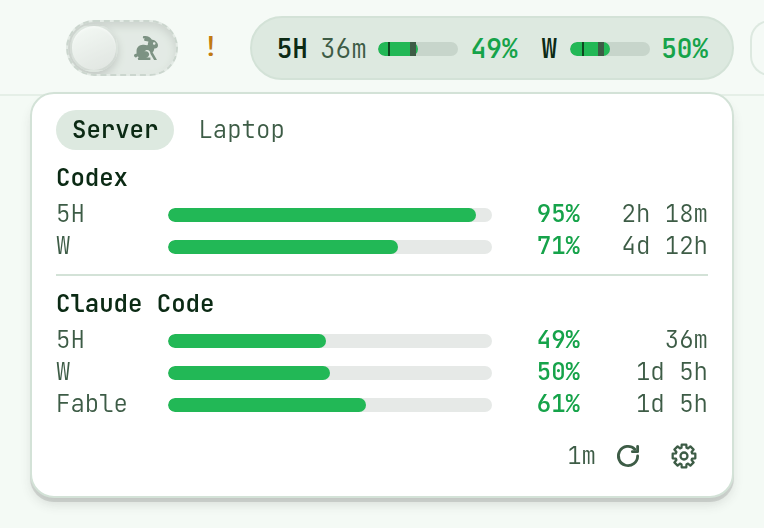 ! 5H 36m 49% W 50%
Server Laptop
Codex
5H 95% 2h 18m
W 71% 4d 12h
Claude Code
5H 49% 36m
W 50% 1d 5h
Fable 61% 1d 5h
1m